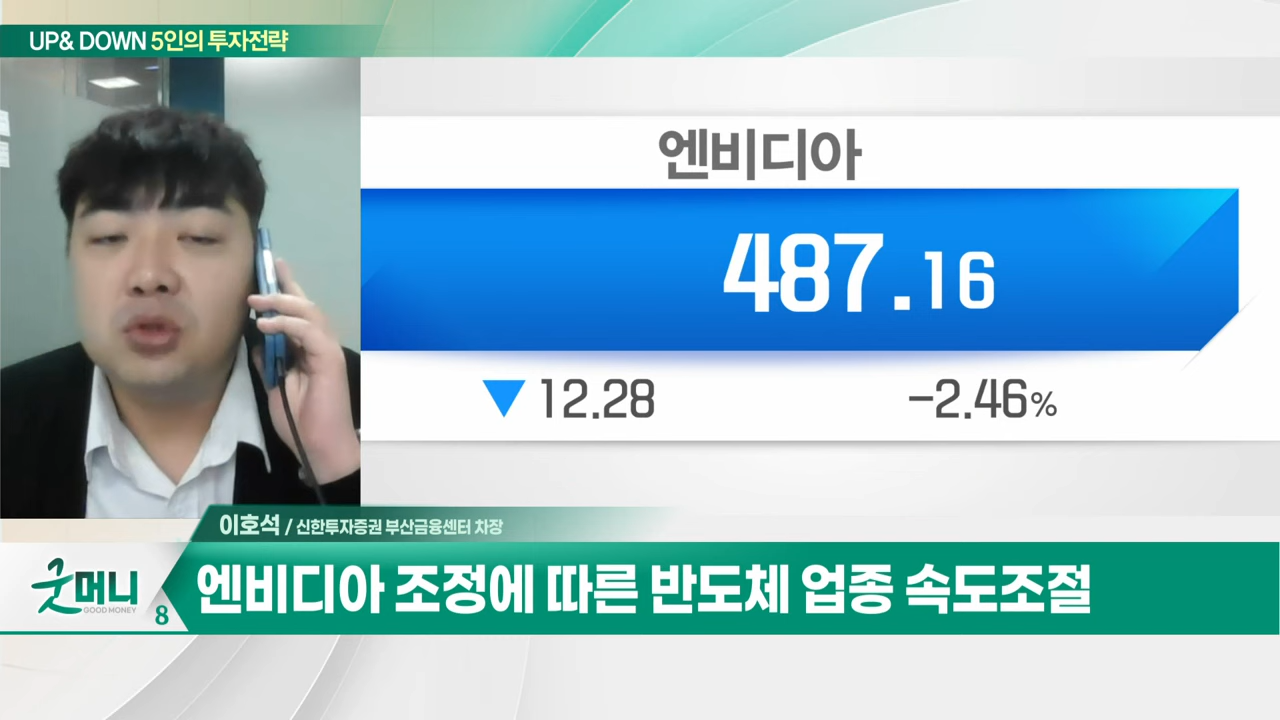 UP& DOWN 5인의 투자전략
엔비디아
487.16
▼ 12.28 -2.46%
이호석 / 신한투자증권 부산금융센터 차장
굿머니
GOOD MONEY
8
엔비디아 조정에 따른 반도체 업종 속도조절